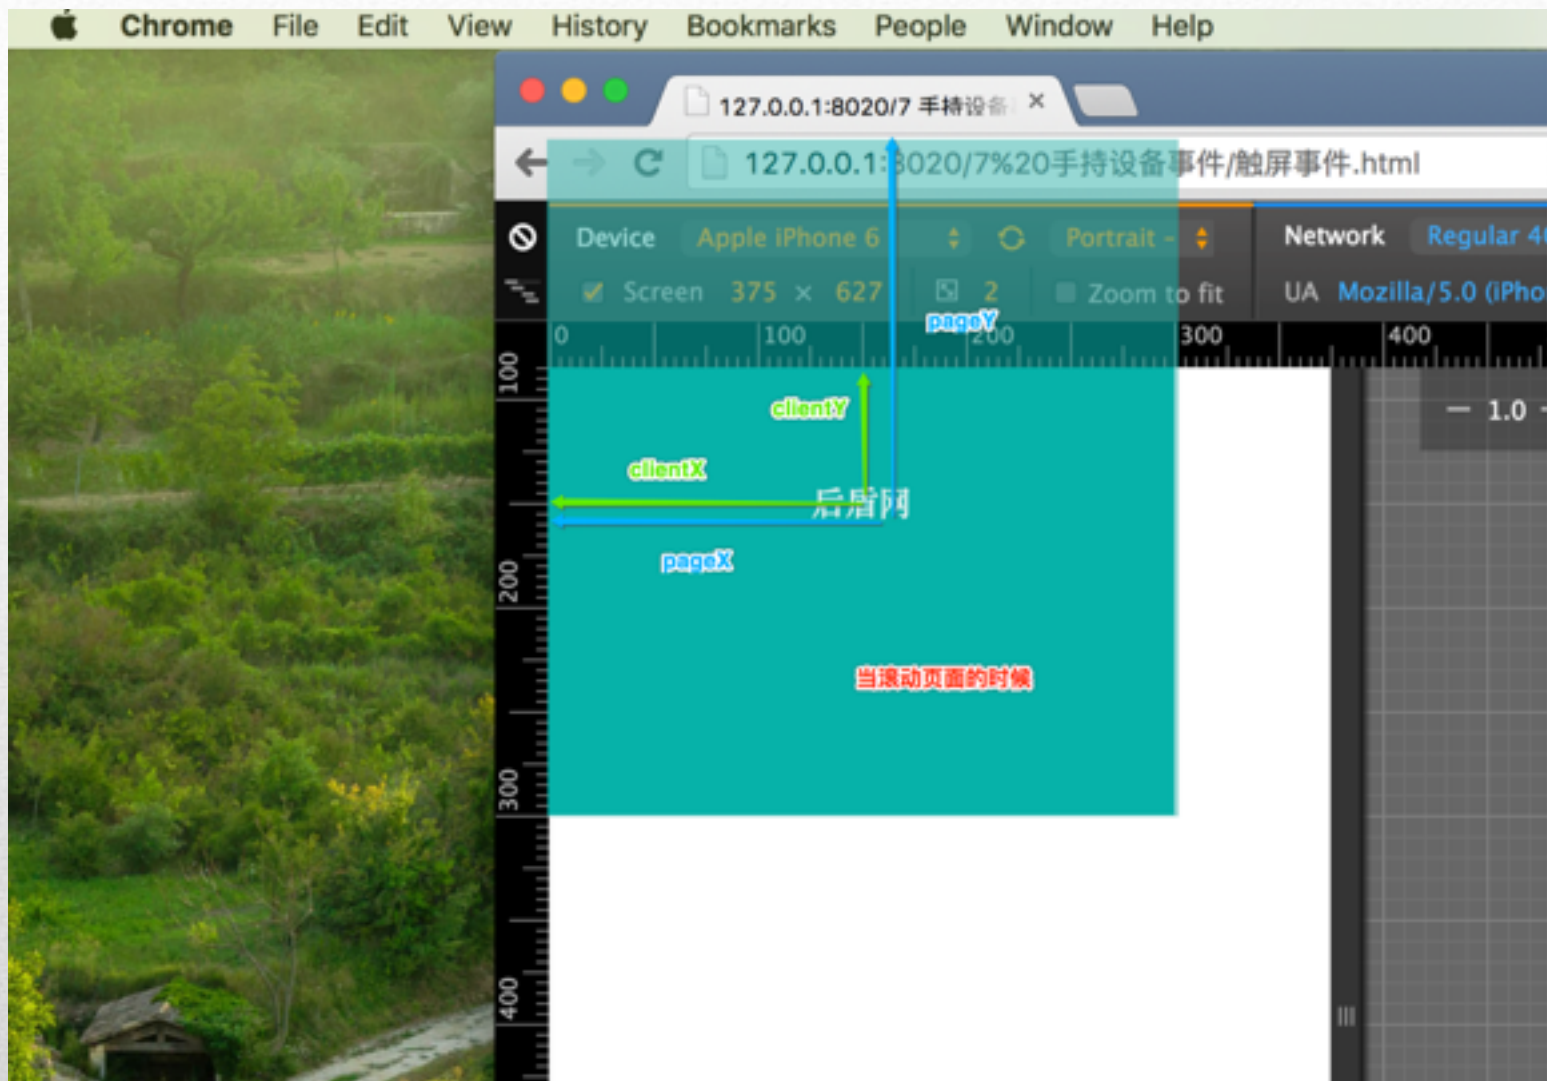 Chrome File Edit View History Bookmarks People Window Help
127.0.0.1:8020/7 手持设备
127.0.0.1:8020/7%20手持设备事件/触屏事件.html
Device Apple iPhone 6 Portrait - Network Regular 4
Screen 375 × 627 2 Zoom to fit UA Mozilla/5.0 (iPho
pageY
0 100 200 300 400
100
clientY
1.0
clientX
后盾网
pageX
200
当滚动页面的时候
300
400